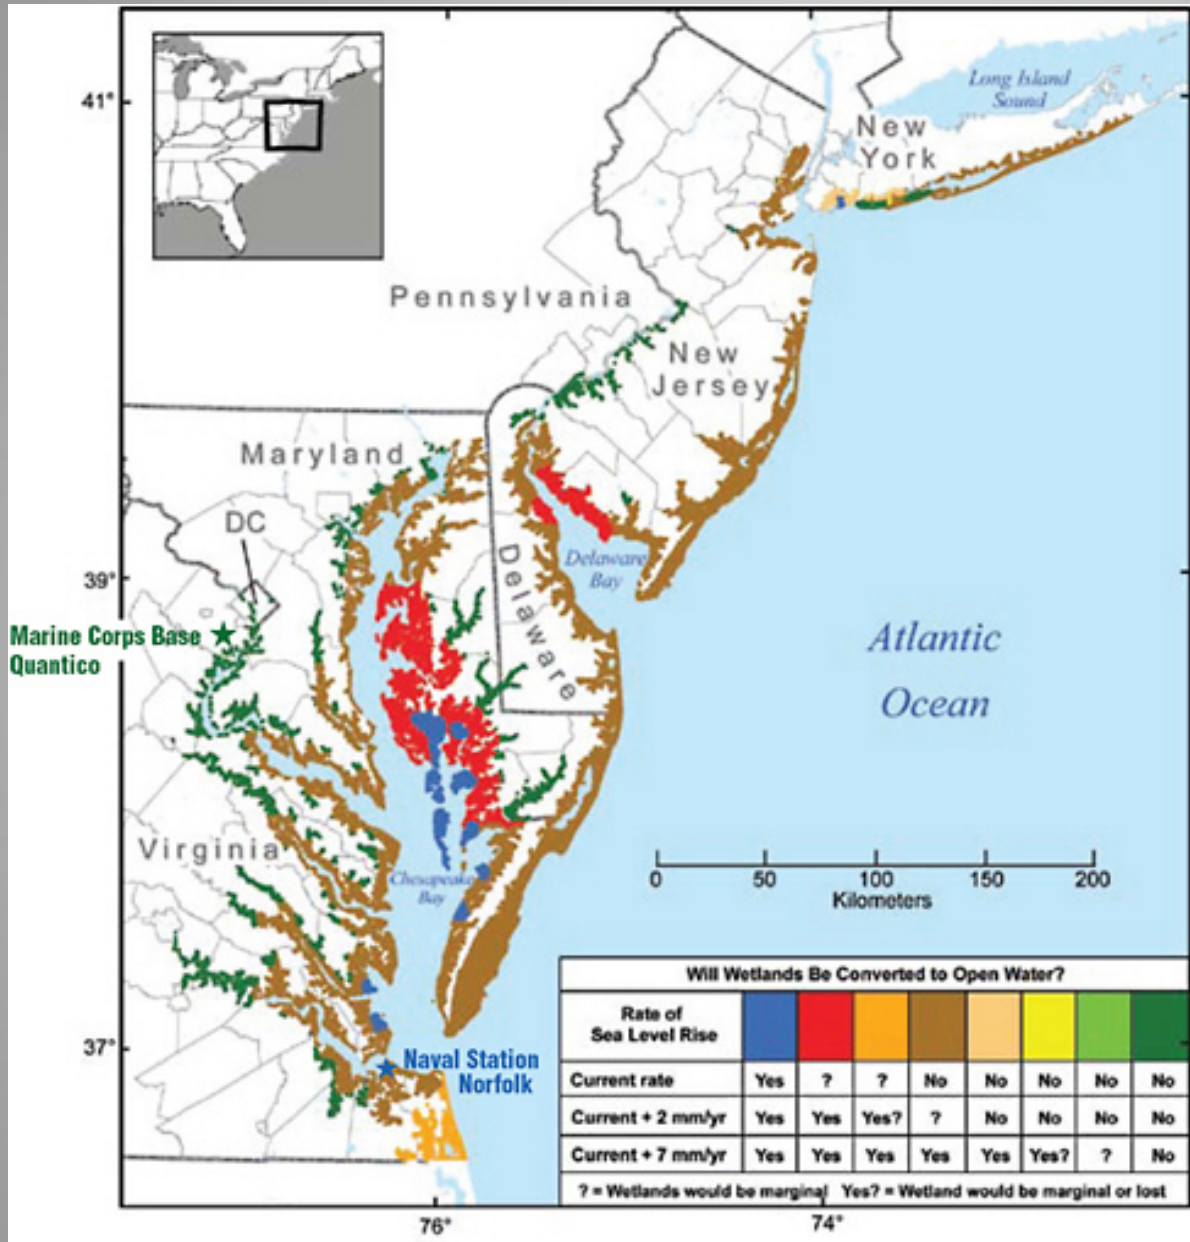 41°
Long Island
Sound
New
York
Pennsylvania
New
Jersey
Maryland
DC
Delaware
Delaware
Bay
39°
Marine Corps Base
Quantico
Atlantic
Ocean
Virginia
Chesapeake
Bay
0 50 100 150 200
Kilometers
37°
Naval Station
Norfolk
Will Wetlands Be Converted to Open Water?
Rate of
Sea Level Rise
Current rate Yes ? ? No No No No No
Current + 2 mm/yr Yes Yes Yes? ? No No No No
Current + 7 mm/yr Yes Yes Yes Yes Yes Yes? ? No
? = Wetlands would be marginal Yes? = Wetland would be marginal or lost
76° 74°